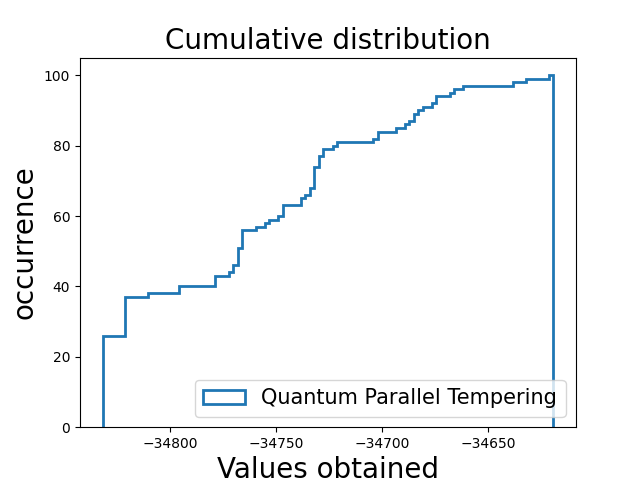 Cumulative distribution
100
80
60
40
20
0
occurrence
Quantum Parallel Tempering
−34800
−34750
−34700
−34650
Values obtained